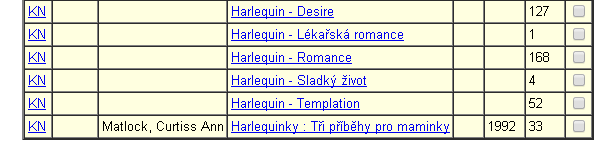 KN Harlequin - Desire 127
KN Harlequin - Lékařská romance 1
KN Harlequin - Romance 168
KN Harlequin - Sladký život 4
KN Harlequin - Templation 52
KN Matlock, Curtiss Ann Harlequinky : Tři příběhy pro maminky 1992 33